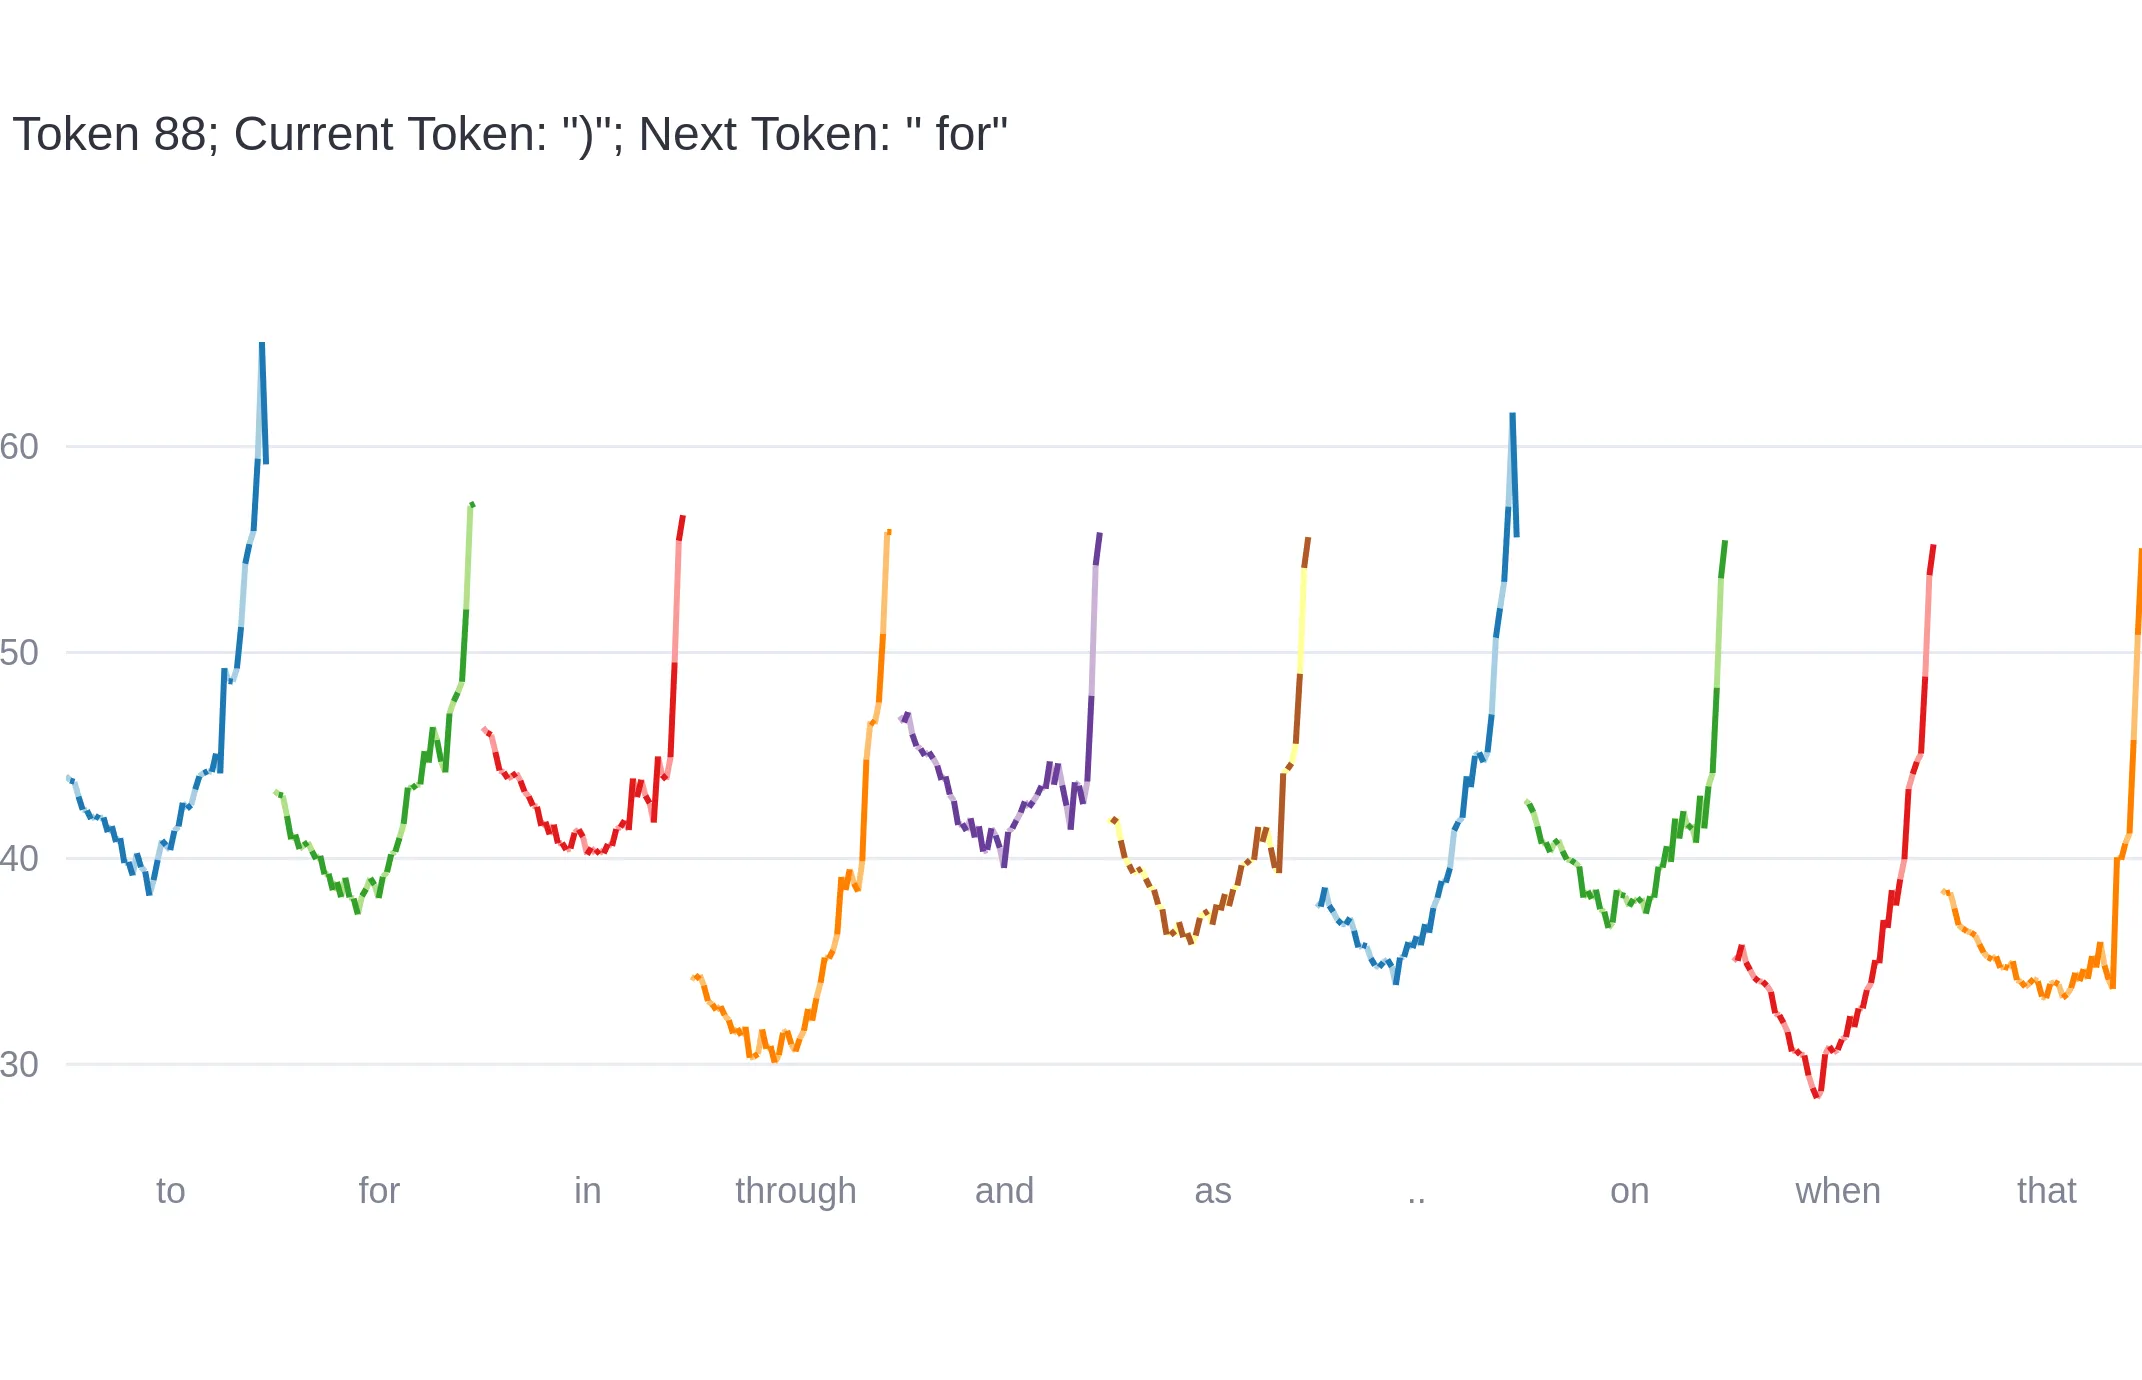 Token 88; Current Token: ")"; Next Token: " for"
60
50
40
30
to for in through and as .. on when that